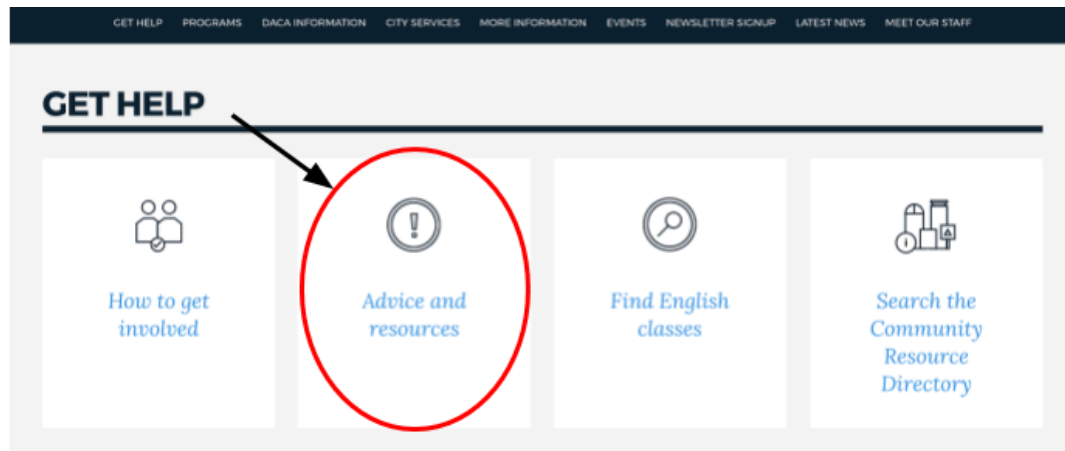 GET HELP PROGRAMS DACA INFORMATION CITY SERVICES MORE INFORMATION EVENTS NEWSLETTER SIGNUP LATEST NEWS MEET OUR STAFF
GET HELP
How to get
involved
Advice and
resources
Find English
classes
Search the
Community
Resource
Directory